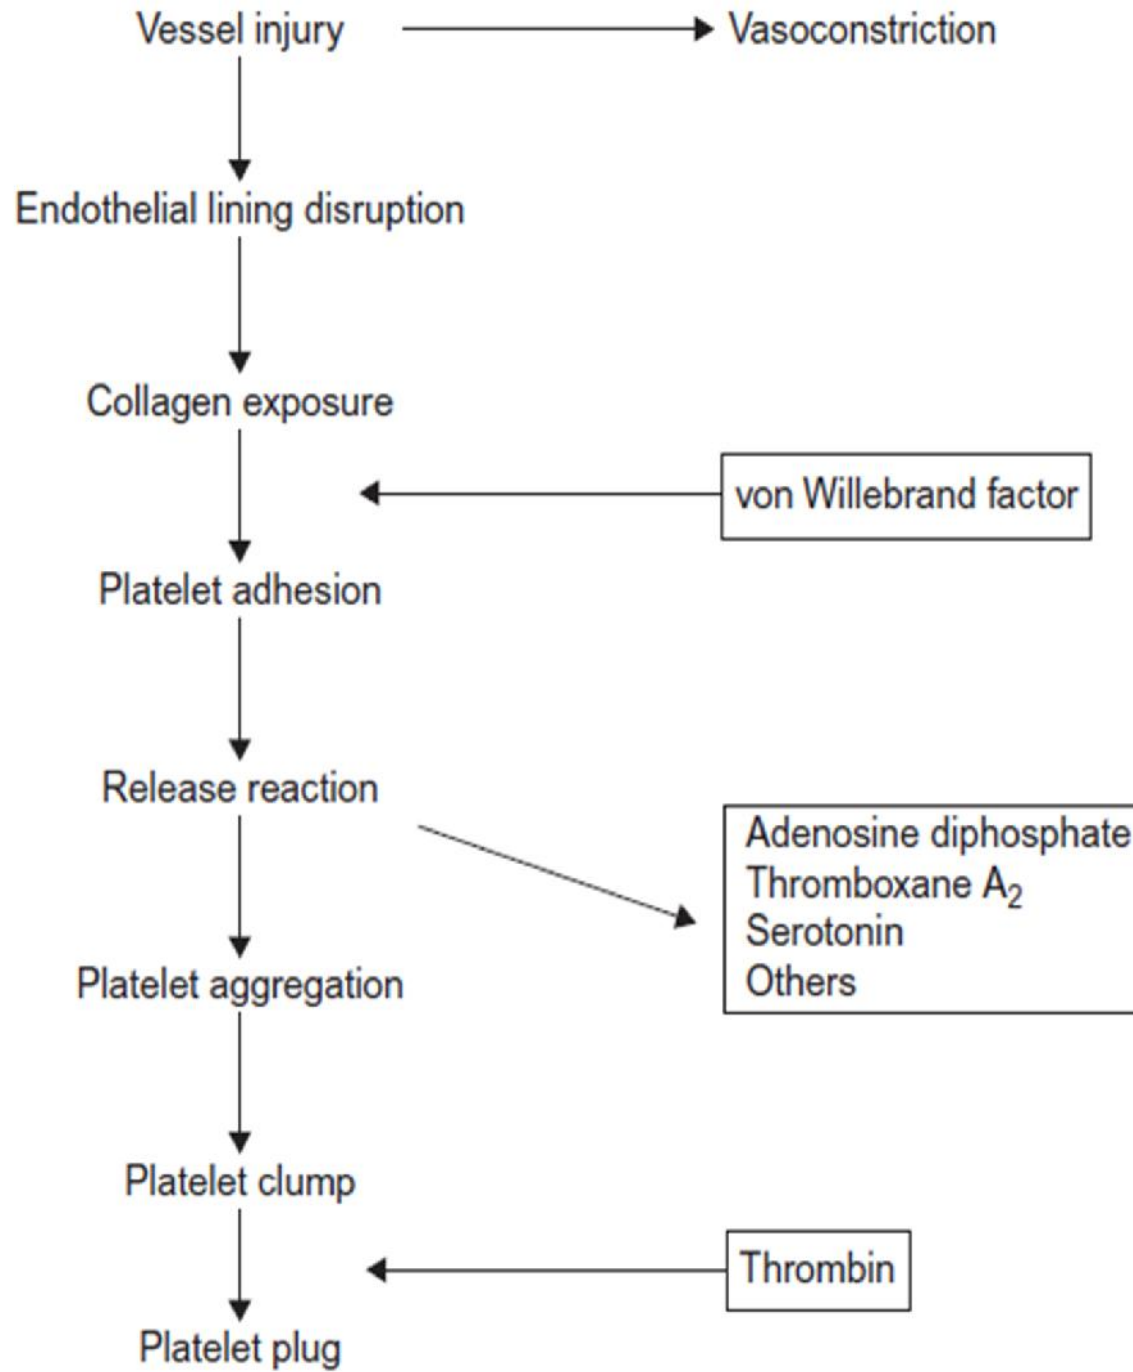 Vessel injury
Vasoconstriction
Endothelial lining disruption
Collagen exposure
von Willebrand factor
Platelet adhesion
Release reaction
Adenosine diphosphate
Thromboxane A₂
Serotonin
Others
Platelet aggregation
Platelet clump
Thrombin
Platelet plug